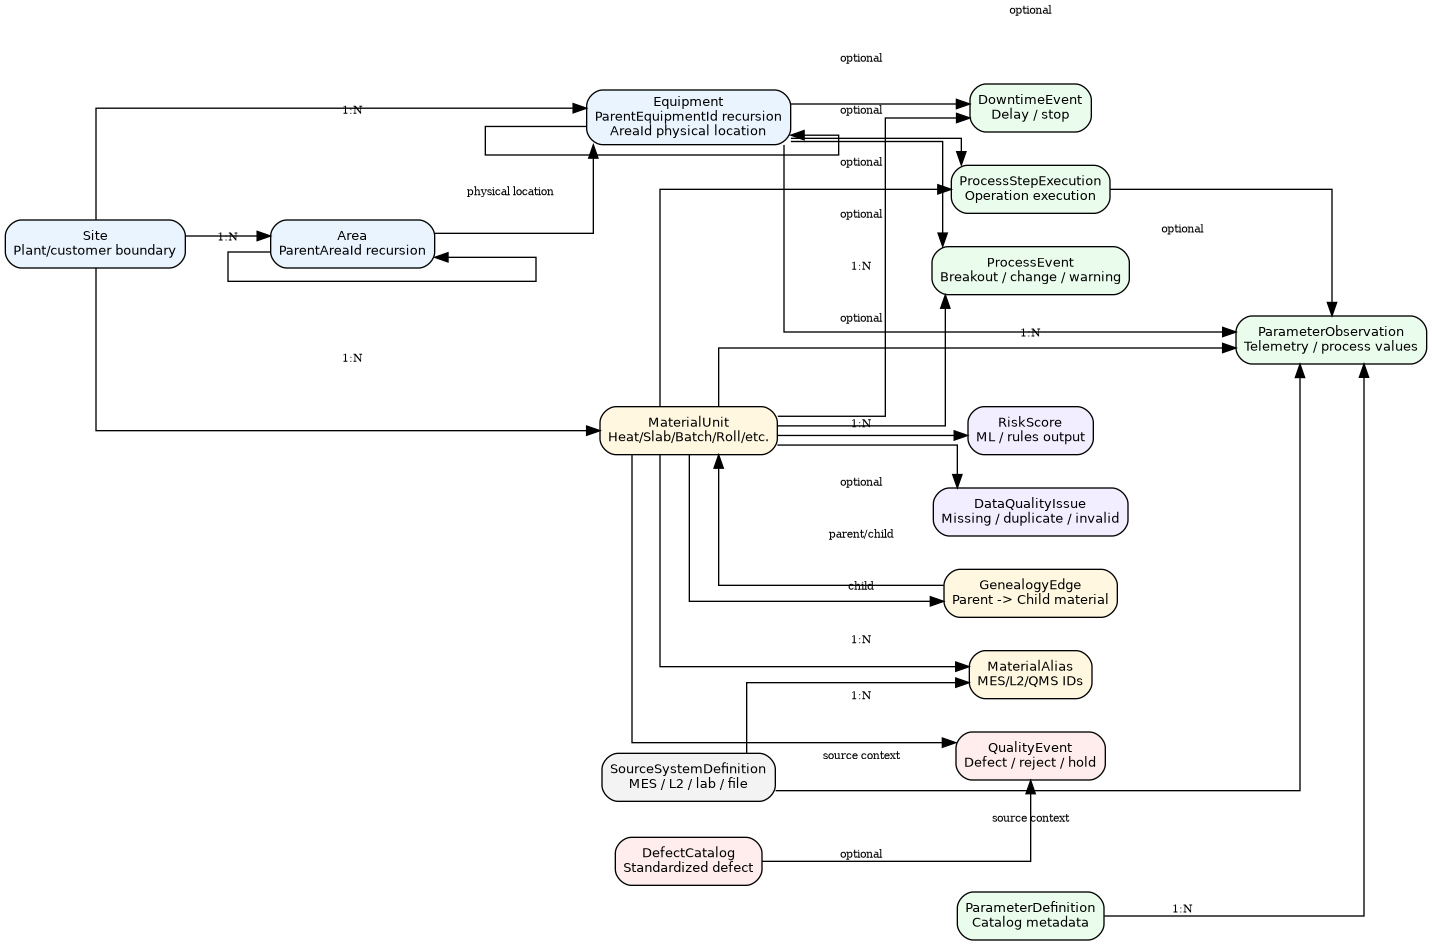 optional
optional
Equipment
ParentEquipmentId recursion
AreaId physical location
1:N
optional
DowntimeEvent
Delay / stop
optional
ProcessStepExecution
Operation execution
physical location
optional
optional
Site
Plant/customer boundary
1:N
Area
ParentAreaId recursion
1:N
ProcessEvent
Breakout / change / warning
optional
1:N
ParameterObservation
Telemetry / process values
1:N
MaterialUnit
Heat/Slab/Batch/Roll/etc.
1:N
RiskScore
ML / rules output
optional
DataQualityIssue
Missing / duplicate / invalid
parent/child
child
GenealogyEdge
Parent -> Child material
1:N
MaterialAlias
MES/L2/QMS IDs
1:N
SourceSystemDefinition
MES / L2 / lab / file
source context
QualityEvent
Defect / reject / hold
source context
DefectCatalog
Standardized defect
optional
ParameterDefinition
Catalog metadata
1:N